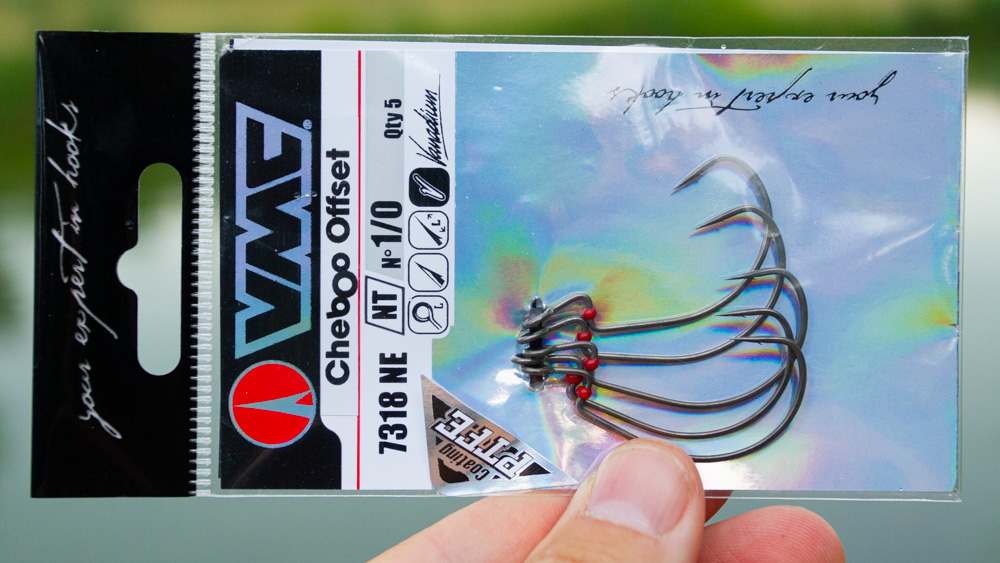 your expert in hooks
VMC®
Cheboo Offset
7318 NE
NT
N° 1/0
Qty 5
L
Vanadium
coating
PTFE
your expert in hooks